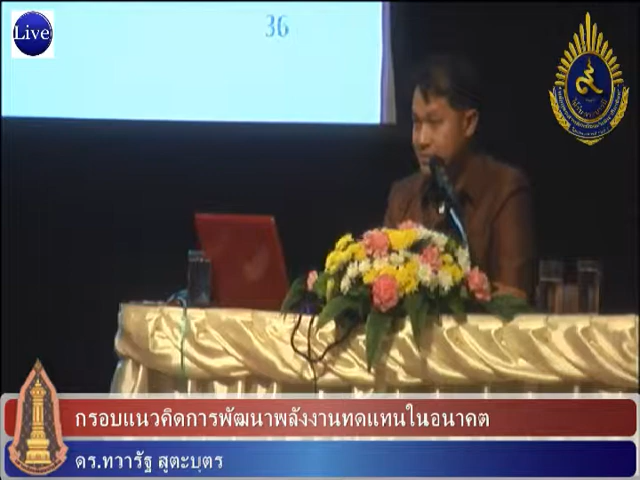 Live
36
กรอบแนวคิดการพัฒนาพลังงานทดแทนในอนาคต
ดร.ทวารัฐ สูตะบุตร